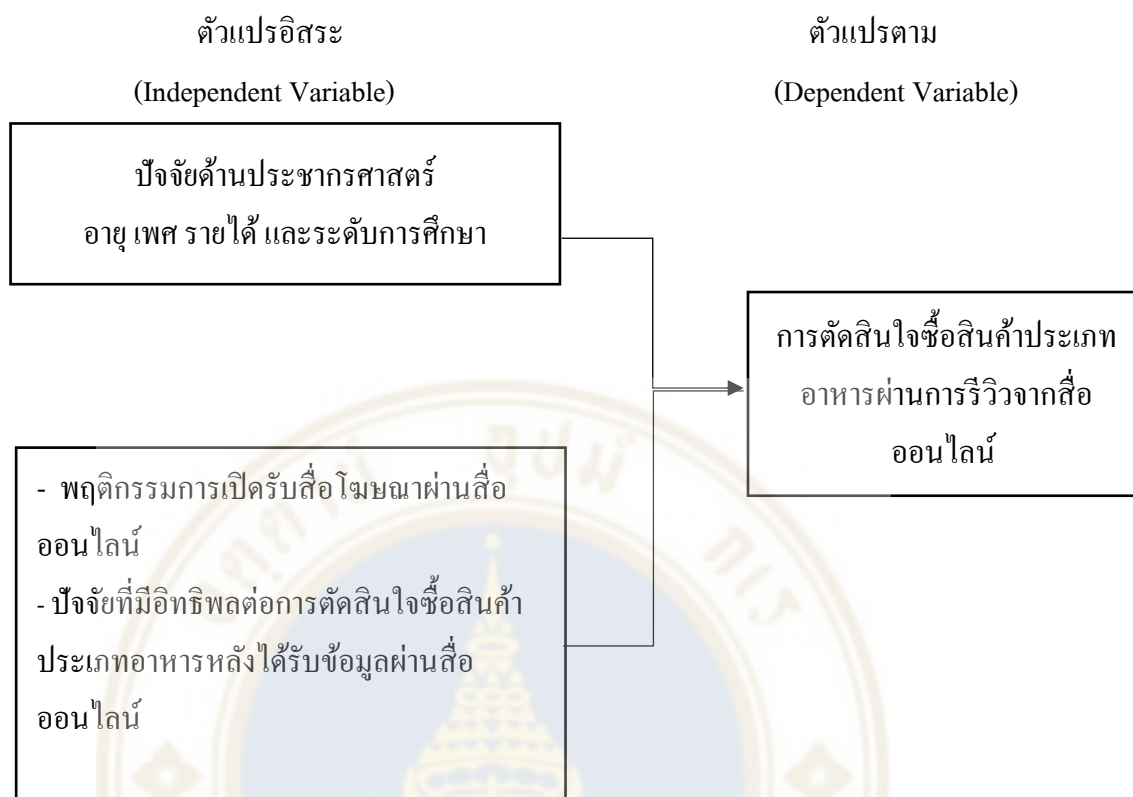 ตัวแปรอิสระ
(Independent Variable)
ตัวแปรตาม
(Dependent Variable)
ปัจจัยด้านประชากรศาสตร์
อายุ เพศ รายได้ และระดับการศึกษา
การตัดสินใจซื้อสินค้าประเภท
อาหารผ่านการรีวิวจากสื่อ
ออนไลน์
- พฤติกรรมการเปิดรับสื่อโฆษณาผ่านสื่อ
ออนไลน์
- ปัจจัยที่มีอิทธิพลต่อการตัดสินใจซื้อสินค้า
ประเภทอาหารหลังได้รับข้อมูลผ่านสื่อ
ออนไลน์